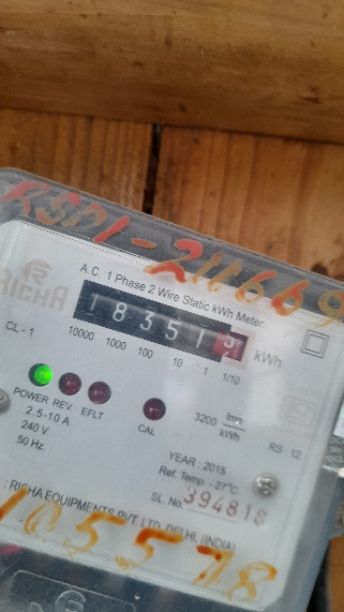 RSD1-211669
RICHA
A.C. 1 Phase 2 Wire Static kWh Meter
18351
kWh
CL - 1
10000 1000 100 10 1 1/10
POWER REV. EFLT
CAL
3200 Imp/kWh
2.5-10 A
240 V.
50 Hz.
RS : 12
YEAR : 2015
Ref. Temp. - 27°C
SL. No. 394818
: RICHA EQUIPMENTS PVT. LTD. DELHI, (INDIA)
105578